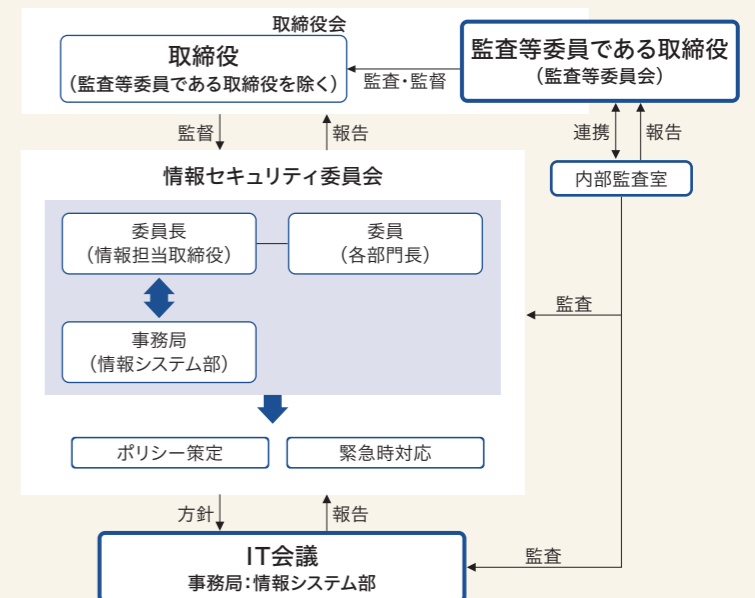 取締役会
取締役
（監査等委員である取締役を除く）
監査・監督
監査等委員である取締役
（監査等委員会）
監督
報告
連携
報告
内部監査室
情報セキュリティ委員会
委員長
（情報担当取締役）
委員
（各部門長）
事務局
（情報システム部）
監査
ポリシー策定
緊急時対応
方針
報告
IT会議
事務局：情報システム部
監査